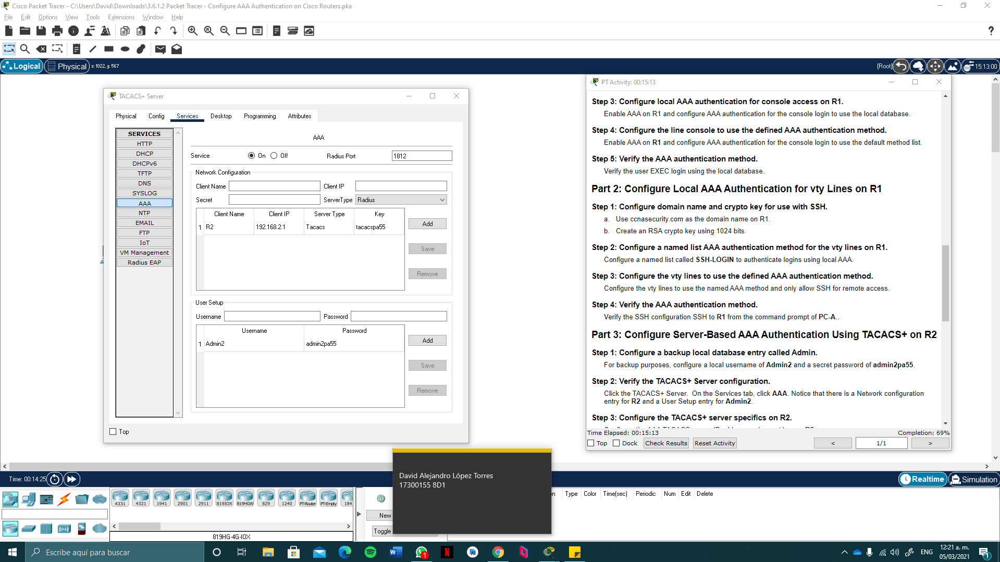 Cisco Packet Tracer - C:\Users\David\Downloads\3.6.1.2 Packet Tracer - Configure AAA Authentication on Cisco Routers.pka
File Edit Options View Tools Extensions Window Help
Logical Physical x: 1022, y: 567
[Root] 15:13:00
TACACS+ Server
Physical Config Services Desktop Programming Attributes
SERVICES
HTTP
DHCP
DHCPv6
TFTP
DNS
SYSLOG
AAA
NTP
EMAIL
FTP
IoT
VM Management
Radius EAP
AAA
Service On Off Radius Port 1812
Network Configuration
Client Name Client IP
Secret ServerType Radius
Client Name Client IP Server Type Key
1 R2 192.168.2.1 Tacacs tacacspa55
Add
Save
Remove
User Setup
Username Password
Username Password
1 Admin2 admin2pa55
Add
Save
Remove
Top
PT Activity: 00:15:13
Step 3: Configure local AAA authentication for console access on R1.
Enable AAA on R1 and configure AAA authentication for the console login to use the local database.
Step 4: Configure the line console to use the defined AAA authentication method.
Enable AAA on R1 and configure AAA authentication for the console login to use the default method list.
Step 5: Verify the AAA authentication method.
Verify the user EXEC login using the local database.
Part 2: Configure Local AAA Authentication for vty Lines on R1
Step 1: Configure domain name and crypto key for use with SSH.
a. Use ccnasecurity.com as the domain name on R1.
b. Create an RSA crypto key using 1024 bits.
Step 2: Configure a named list AAA authentication method for the vty lines on R1.
Configure a named list called SSH-LOGIN to authenticate logins using local AAA.
Step 3: Configure the vty lines to use the defined AAA authentication method.
Configure the vty lines to use the named AAA method and only allow SSH for remote access.
Step 4: Verify the AAA authentication method.
Verify the SSH configuration SSH to R1 from the command prompt of PC-A..
Part 3: Configure Server-Based AAA Authentication Using TACACS+ on R2
Step 1: Configure a backup local database entry called Admin.
For backup purposes, configure a local username of Admin2 and a secret password of admin2pa55.
Step 2: Verify the TACACS+ Server configuration.
Click the TACACS+ Server. On the Services tab, click AAA. Notice that there is a Network configuration
entry for R2 and a User Setup entry for Admin2.
Step 3: Configure the TACACS+ server specifics on R2.
Time Elapsed: 00:15:13 Completion: 69%
Top Dock Check Results Reset Activity < 1/1 >
David Alejandro López Torres
17300155 8D1
Time: 00:14:25
Realtime Simulation
4331 4321 1941 2901 2911 819IOX 819HGW 829 1240 PT-Router PT-Empty 184
819HG-4G-IOX
New
Toggle
Type Color Time(sec) Periodic Num Edit Delete
Escribe aquí para buscar
1
ENG
12:21 a. m.
05/03/2021
1